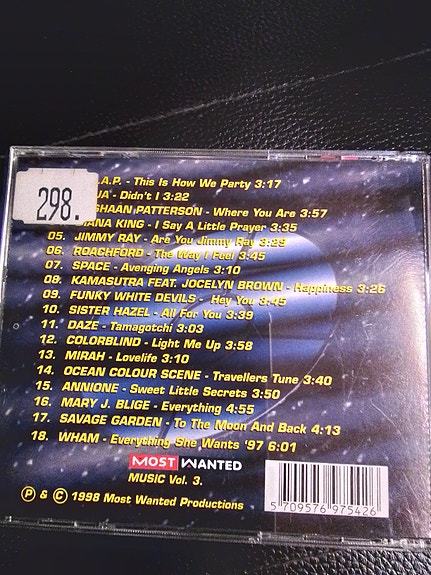 .A.P. - This Is How We Party 3:17
JA - Didn't I 3:22
298.
SHAAN PATTERSON - Where You Are 3:57
ANA KING - I Say A Little Prayer 3:35
05. JIMMY RAY - Are You Jimmy Ray 3:29
06. ROACHFORD - The Way I Fuel 3:45
07. SPACE - Avenging Angels 3:10
08. KAMASUTRA FEAT. JOCELYN BROWN - Happiness 3:26
09. FUNKY WHITE DEVILS - Hey You 3:45
10. SISTER HAZEL - All For You 3:39
11. DAZE - Tamagotchi 3:03
12. COLORBLIND - Light Me Up 3:58
13. MIRAH - Lovelife 3:10
14. OCEAN COLOUR SCENE - Travellers Tune 3:40
15. ANNIONE - Sweet Little Secrets 3:50
16. MARY J. BLIGE - Everything 4:55
17. SAVAGE GARDEN - To The Moon And Back 4:13
18. WHAM - Everything She Wants '97 6:01
MOST WANTED
MUSIC Vol. 3.
Ⓟ & © 1998 Most Wanted Productions
5 709576 975426